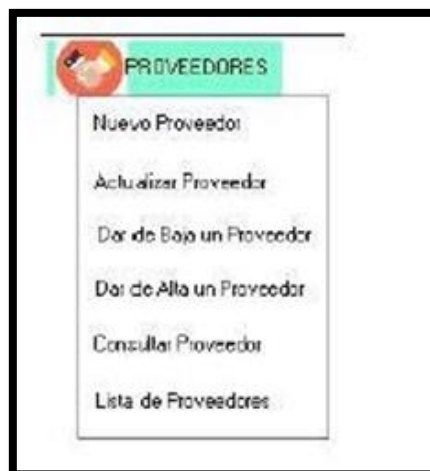 PROVEEDORES
Nuevo Proveedor
Actualizar Proveedor
Dar de Baja un Proveedor
Dar de Alta un Proveedor
Consultar Proveedor
Lista de Proveedores